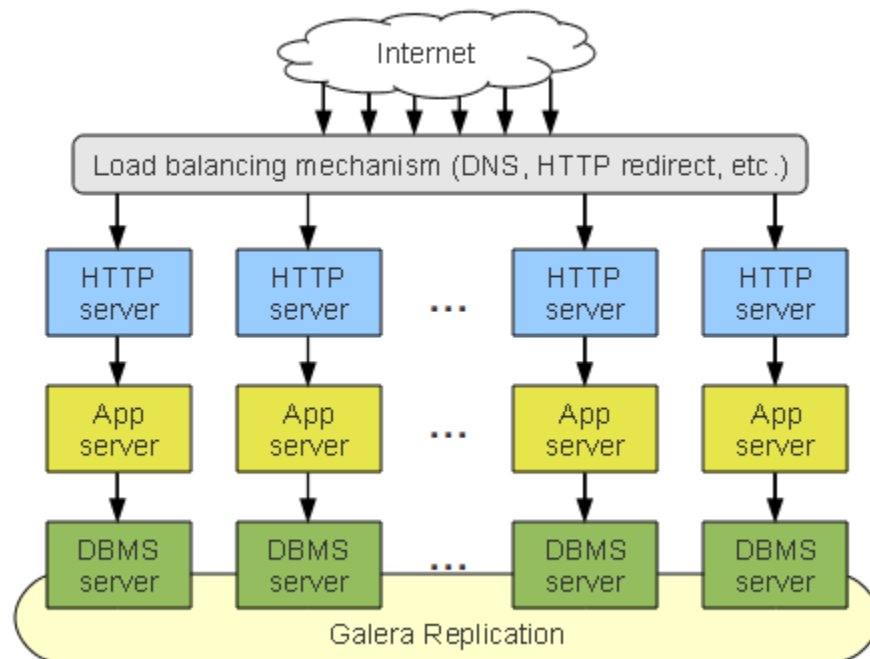 Internet
Load balancing mechanism (DNS, HTTP redirect, etc.)
HTTP server
HTTP server
...
HTTP server
HTTP server
App server
App server
...
App server
App server
DBMS server
DBMS server
...
DBMS server
DBMS server
Galera Replication